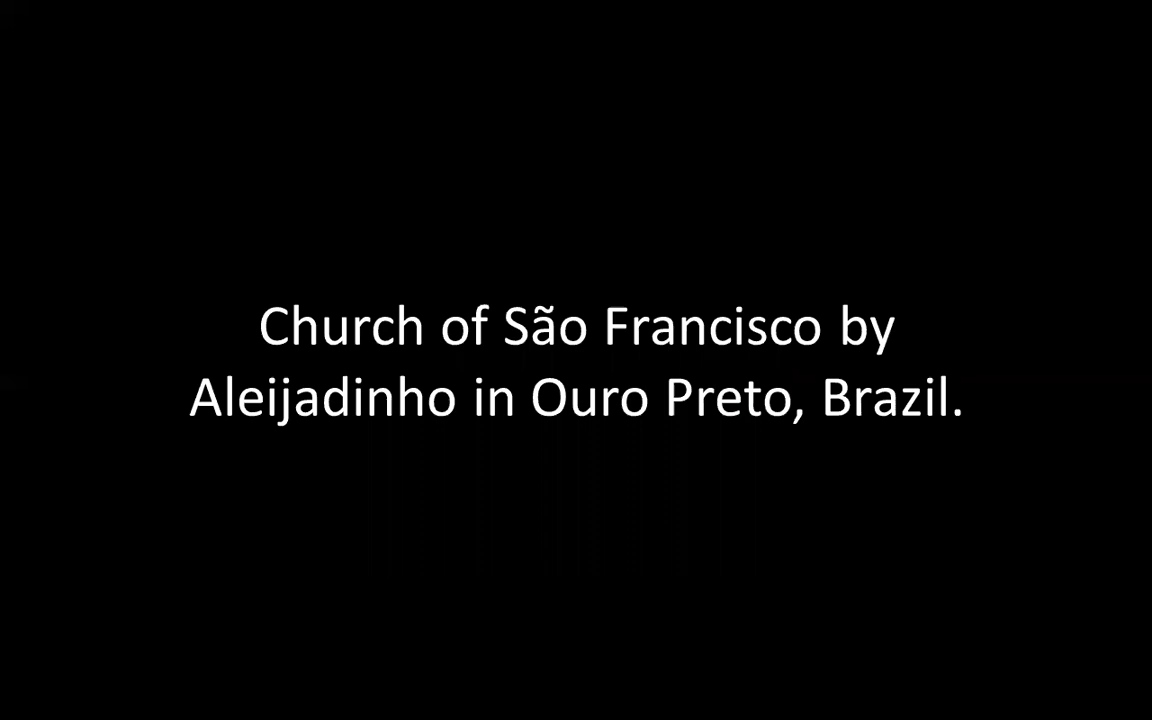 Church of São Francisco by
Aleijadinho in Ouro Preto, Brazil.